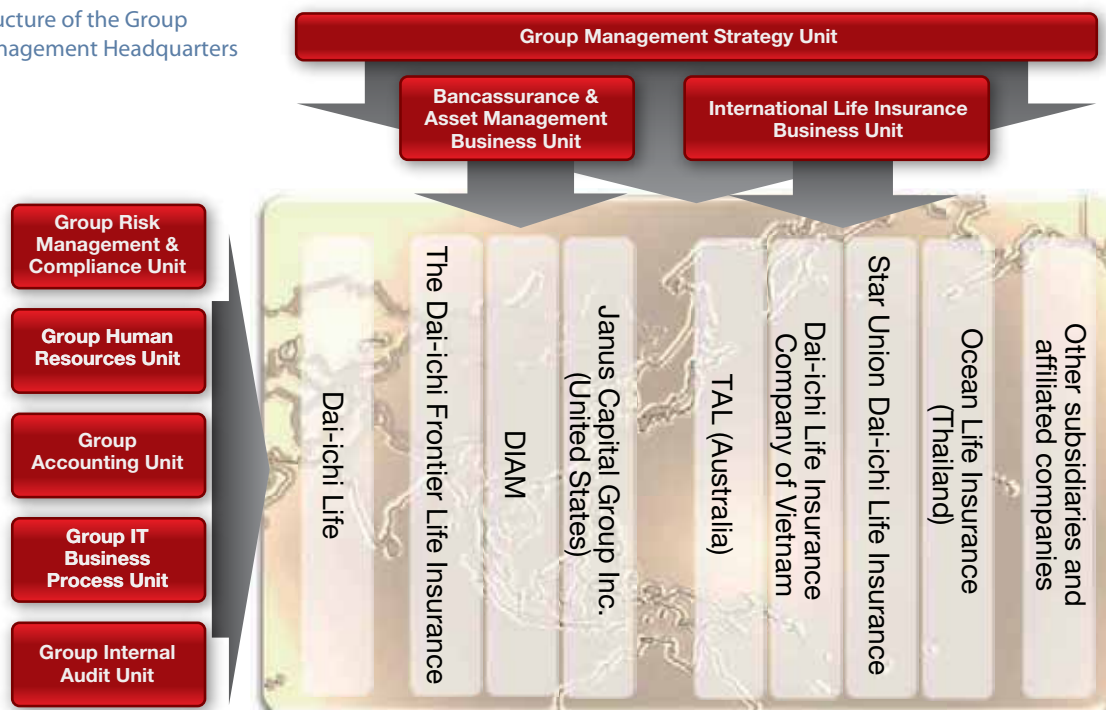 ucture of the Group
nagement Headquarters
Group Management Strategy Unit
Bancassurance &
Asset Management
Business Unit
International Life Insurance
Business Unit
Group Risk
Management &
Compliance Unit
Group Human
Resources Unit
Group
Accounting Unit
Group IT
Business
Process Unit
Group Internal
Audit Unit
Dai-ichi Life
The Dai-ichi Frontier Life Insurance
DIAM
Janus Capital Group Inc.
(United States)
TAL (Australia)
Dai-ichi Life Insurance
Company of Vietnam
Star Union Dai-ichi Life Insurance
Ocean Life Insurance
(Thailand)
Other subsidiaries and
affiliated companies